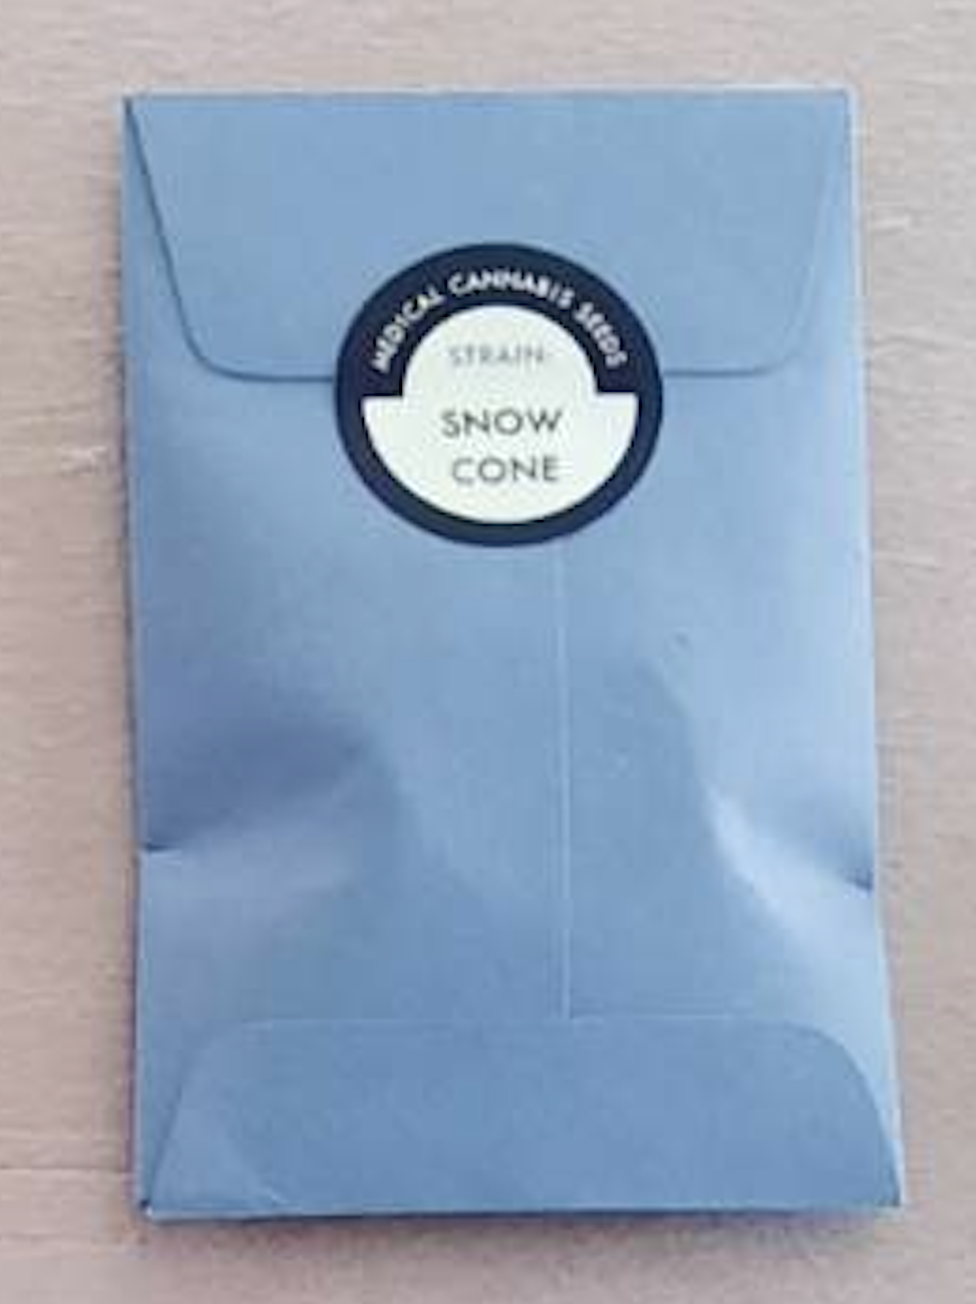 MEDICAL CANNABIS SEEDS
STRAIN:
SNOW
CONE